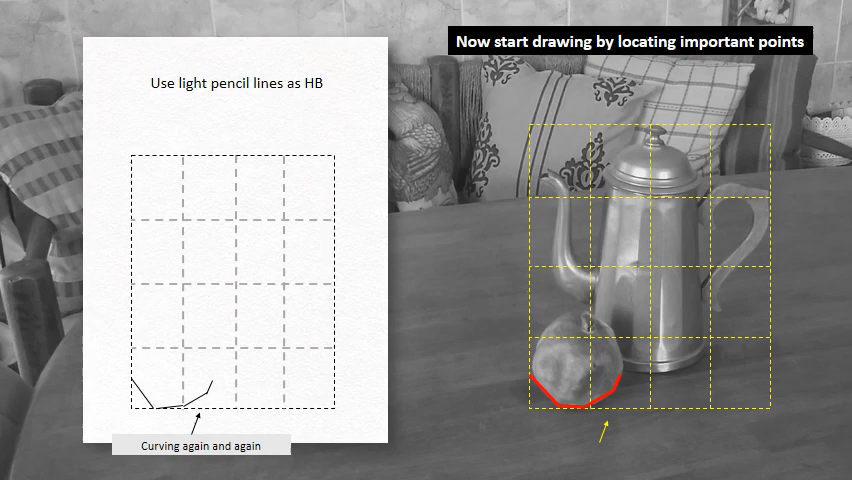 Now start drawing by locating important points
Use light pencil lines as HB
Curving again and again